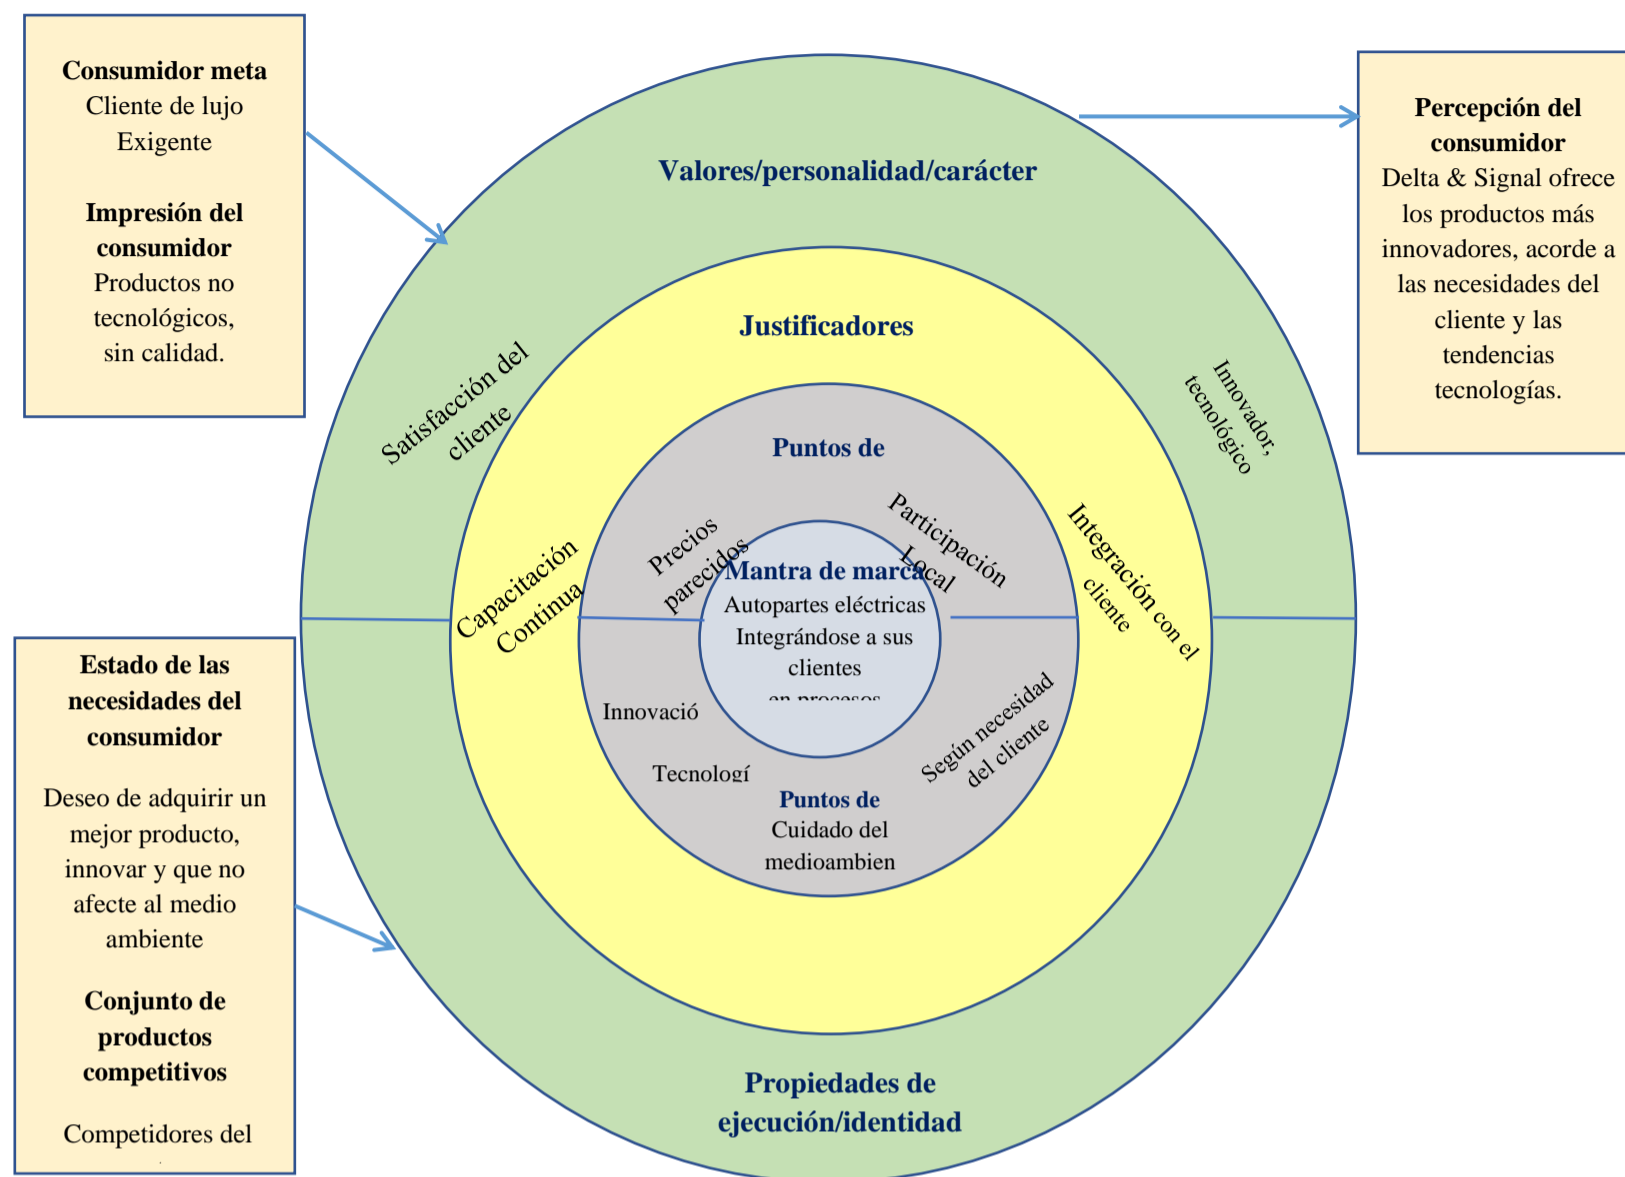 Consumidor meta
Cliente de lujo
Exigente
Impresión del
consumidor
Productos no
tecnológicos,
sin calidad.
Percepción del
consumidor
Delta & Signal ofrece
los productos más
innovadores, acorde a
las necesidades del
cliente y las
tendencias
tecnologías.
Valores/personalidad/carácter
Satisfacción del
cliente
Innovador,
tecnológico
Justificadores
Capacitación
Continua
Integración con el
cliente
Puntos de
Precios
parecidos
Participación
Local
Mantra de marca
Autopartes eléctricas
Integrándose a sus
clientes
en procesos
Innovació
Tecnologí
Según necesidad
del cliente
Puntos de
Cuidado del
medioambien
Estado de las
necesidades del
consumidor
Deseo de adquirir un
mejor producto,
innovar y que no
afecte al medio
ambiente
Conjunto de
productos
competitivos
Competidores del
Propiedades de
ejecución/identidad